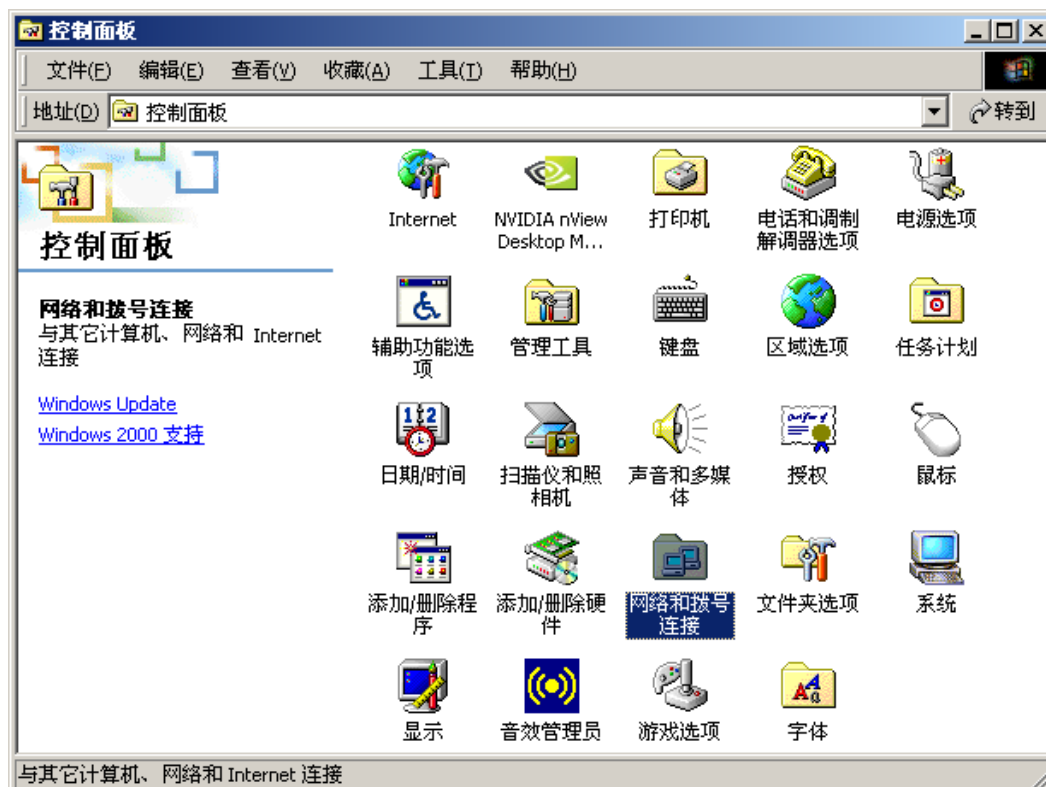 控制面板
文件(F) 编辑(E) 查看(V) 收藏(A) 工具(T) 帮助(H)
地址(D) 控制面板 转到
控制面板
网络和拨号连接
与其它计算机、网络和 Internet
连接
Windows Update
Windows 2000 支持
Internet
NVIDIA nView
Desktop M...
打印机
电话和调制
解调器选项
电源选项
辅助功能选
项
管理工具
键盘
区域选项
任务计划
日期/时间
扫描仪和照
相机
声音和多媒
体
授权
鼠标
添加/删除程
序
添加/删除硬
件
网络和拨号
连接
文件夹选项
系统
显示
音效管理员
游戏选项
字体
与其它计算机、网络和 Internet 连接